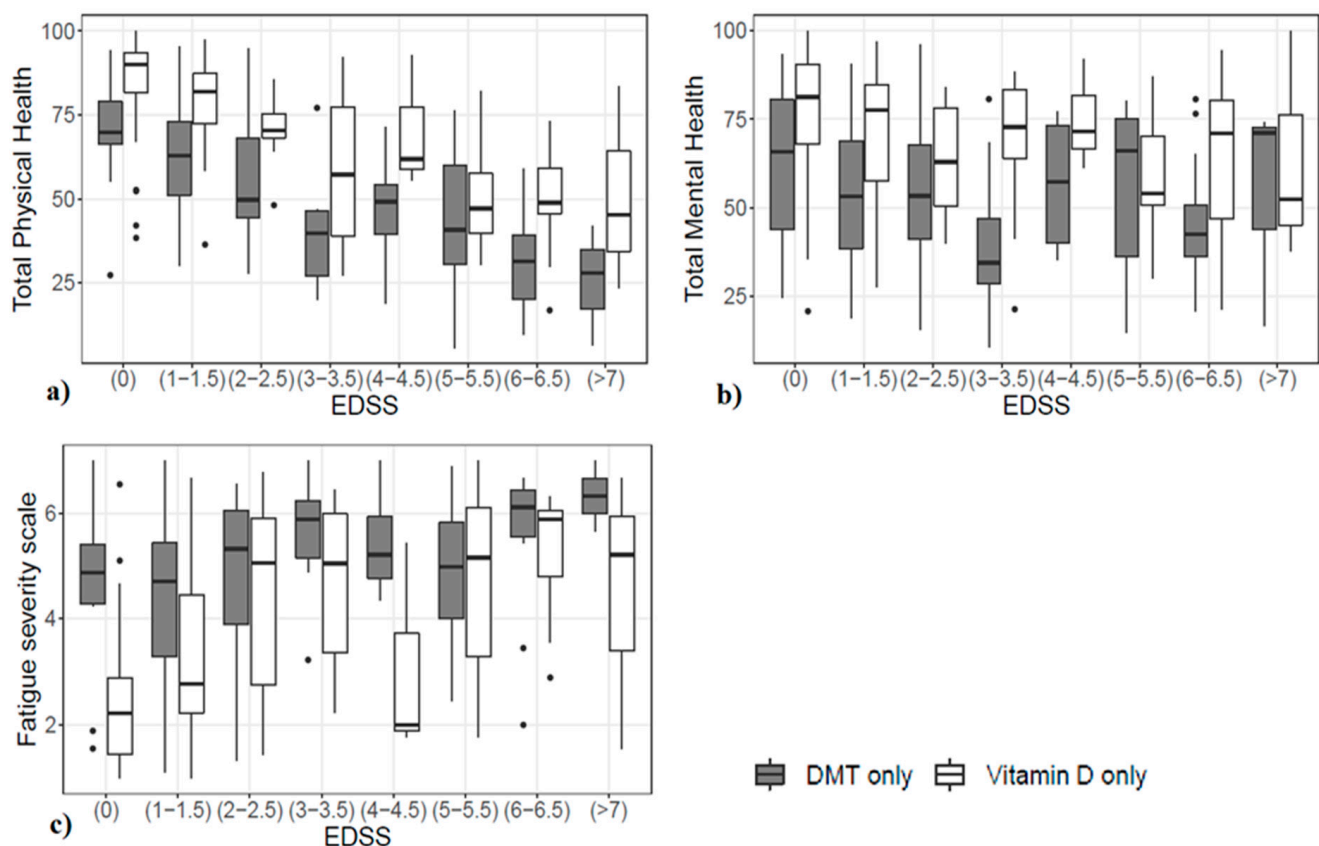 Total Physical Health
100
75
50
25
(0) (1−1.5) (2−2.5) (3−3.5) (4−4.5) (5−5.5) (6−6.5) (>7)
EDSS
a)
Total Mental Health
100
75
50
25
(0) (1−1.5) (2−2.5) (3−3.5) (4−4.5) (5−5.5) (6−6.5) (>7)
EDSS
b)
Fatigue severity scale
6
4
2
(0) (1−1.5) (2−2.5) (3−3.5) (4−4.5) (5−5.5) (6−6.5) (>7)
EDSS
c)
DMT only Vitamin D only